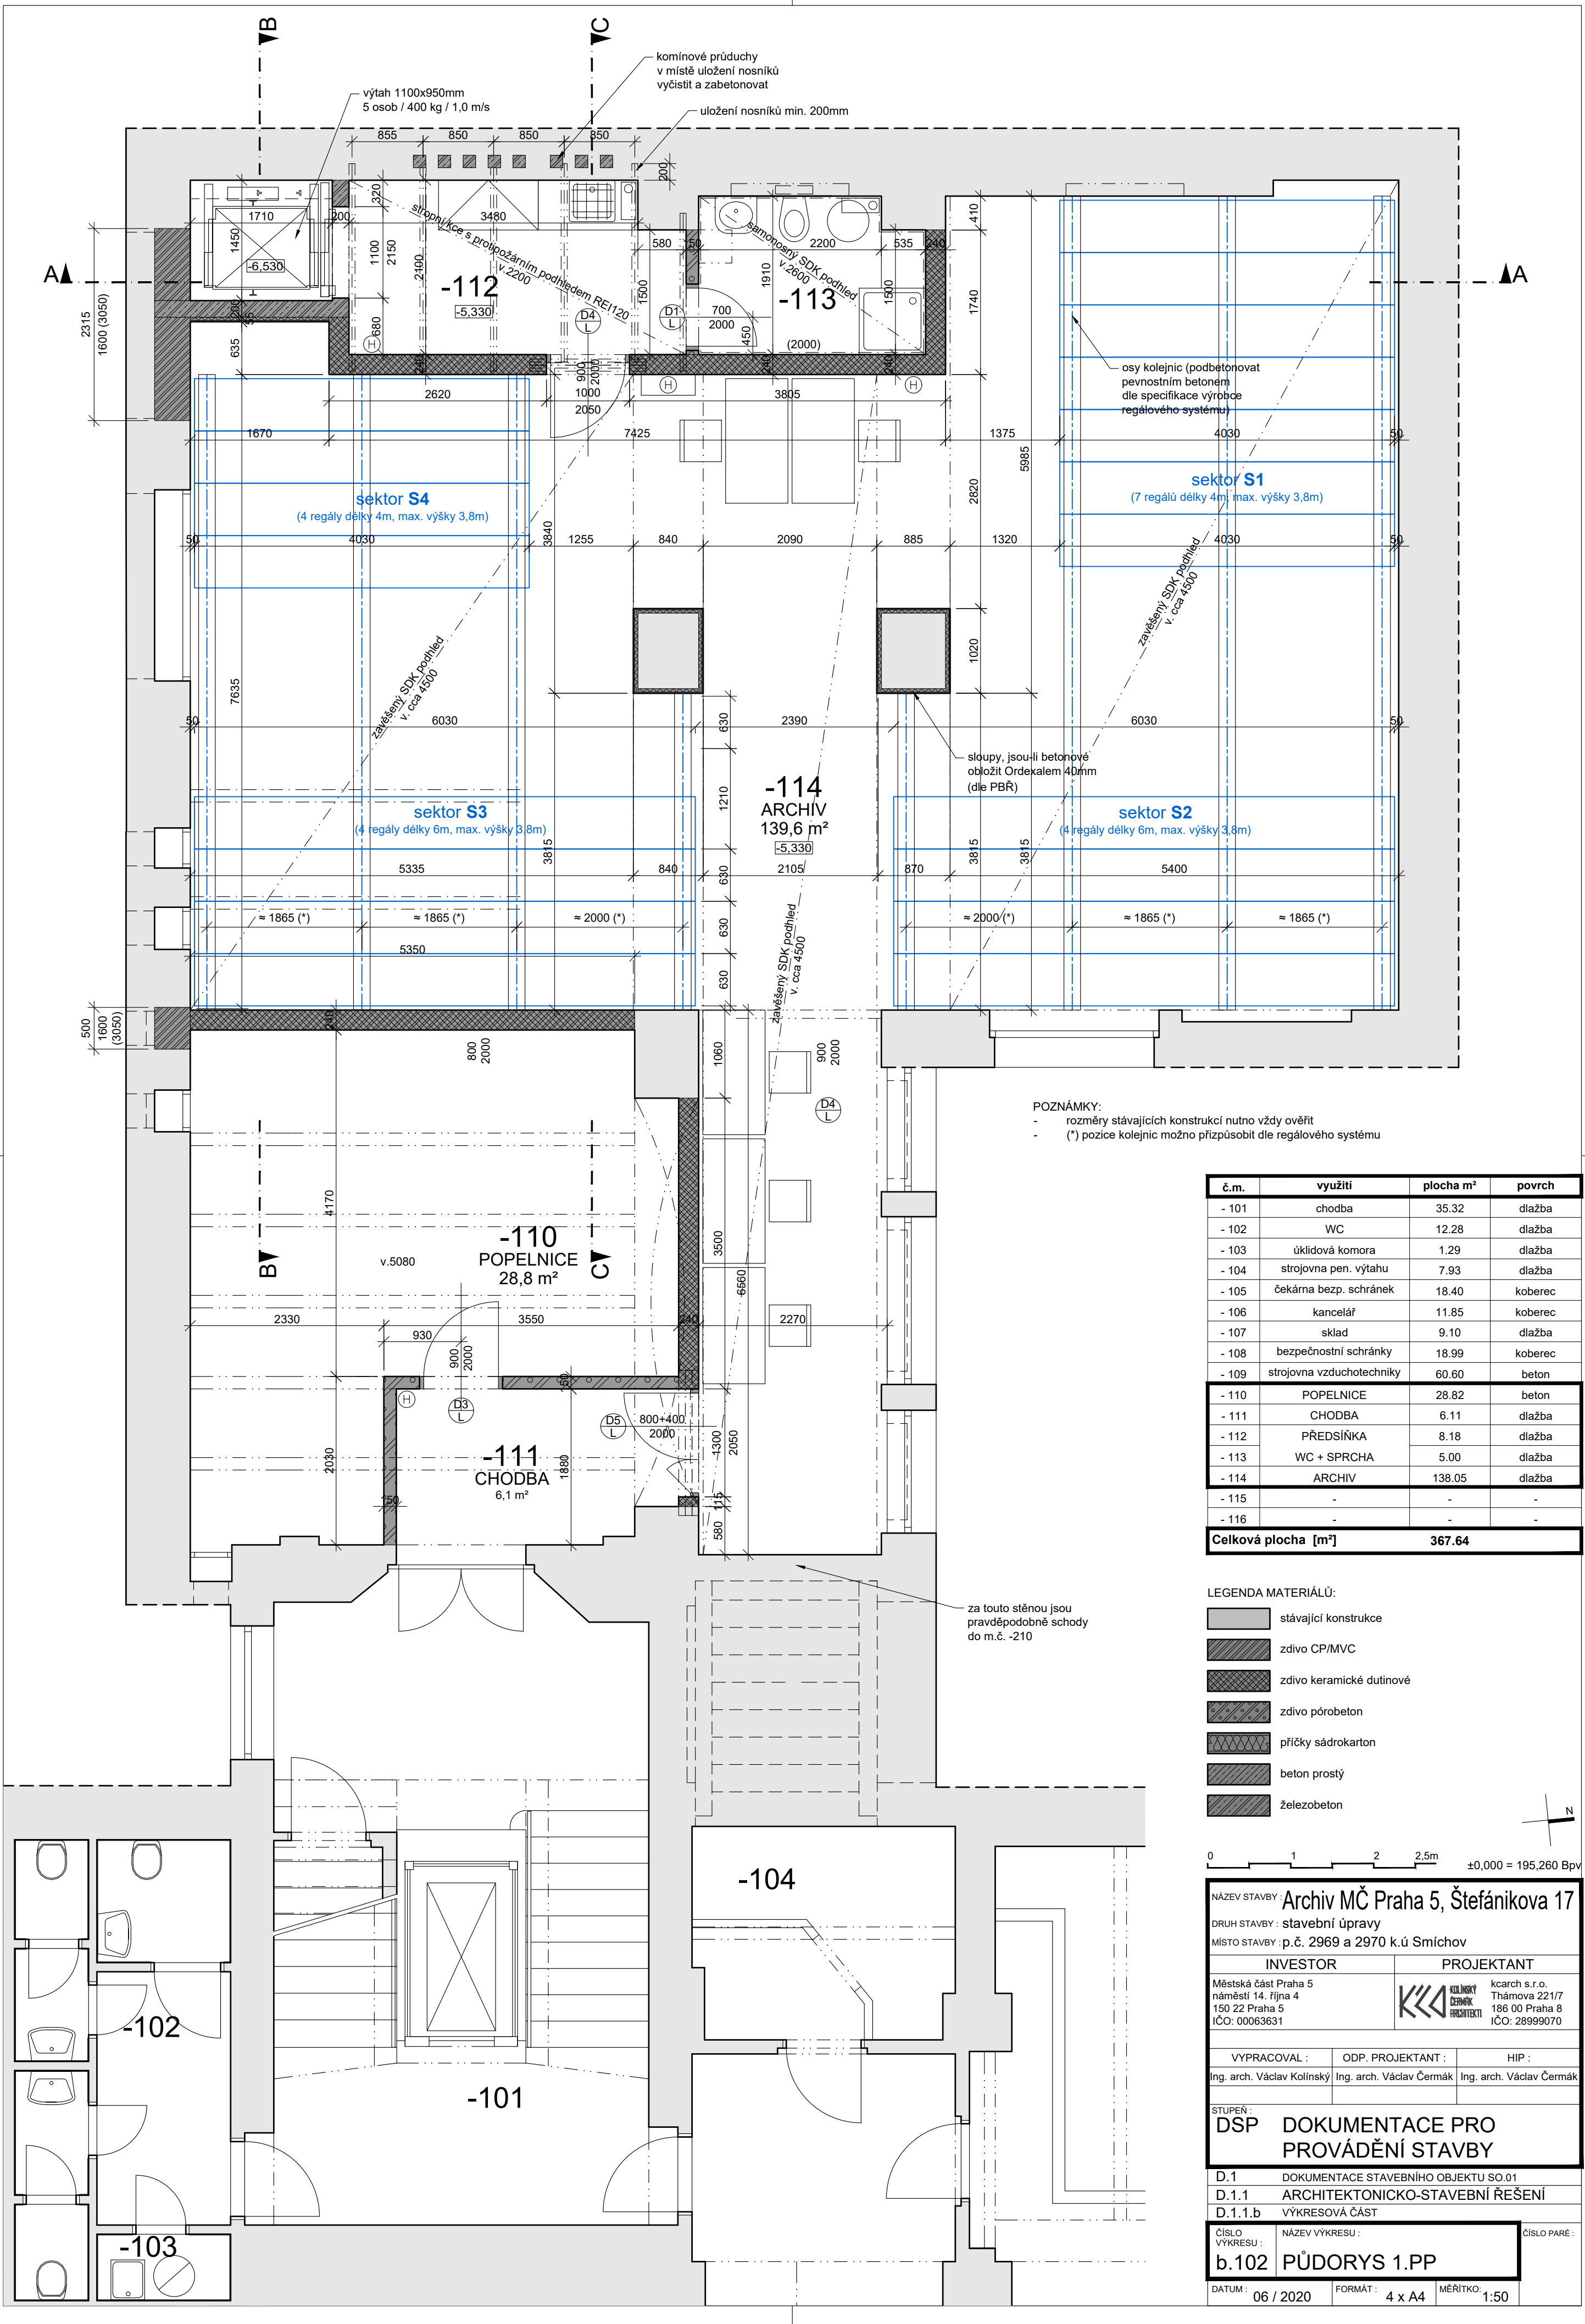 B
C
komínové průduchy
v místě uložení nosníků
vyčistit a zabetonovat
výtah 1100x950mm
5 osob / 400 kg / 1,0 m/s
uložení nosníků min. 200mm
855
850
850
850
200
320
1710
200
3480
stropní kce s protipožárním podhledem REI120
v.2200
samonosný SDK podhled
v.2600
1450
1100
2150
2400
580
50
2200
535
240
410
-6,530
-112
-5,330
1500
1910
-113
1500
1740
A
A
2315
1600 (3050)
200
635
680
H
D4
L
D1
L
700
2000
450
(2000)
240
240
240
900
2000
H
H
osy kolejnic (podbetonovat
pevnostním betonem
dle specifikace výrobce
regálového systému)
2620
1000
2050
3805
1670
7425
1375
4030
50
5985
2820
sektor S4
(4 regály délky 4m, max. výšky 3,8m)
sektor S1
(7 regálů délky 4m, max. výšky 3,8m)
50
4030
3840
1255
840
2090
885
1320
4030
50
zavěšený SDK podhled
v. cca 4500
zavěšený SDK podhled
v. cca 4500
1020
7635
50
6030
630
2390
6030
50
sloupy, jsou-li betonové
obložit Ordexalem 40mm
(dle PBŘ)
1210
-114
ARCHIV
139,6 m²
-5,330
sektor S3
(4 regály délky 6m, max. výšky 3,8m)
sektor S2
(4 regály délky 6m, max. výšky 3,8m)
3815
3815
3815
5335
840
630
2105
870
5400
≈ 1865 (*)
≈ 1865 (*)
≈ 2000 (*)
630
≈ 2000 (*)
≈ 1865 (*)
≈ 1865 (*)
5350
630
zavěšený SDK podhled
v. cca 4500
500
1600
(3050)
240
800
2000
1060
900
2000
D4
L
POZNÁMKY:
- rozměry stávajících konstrukcí nutno vždy ověřit
- (*) pozice kolejnic možno přizpůsobit dle regálového systému
4170
3500
6560
-110
POPELNICE
28,8 m²
v.5080
B
C
2330
3550
240
2270
930
900
2000
160
H
D3
L
D5
L
800+400
2000
1300
2050
-111
CHODBA
6,1 m²
2030
1880
150
115
580
č.m. využití plocha m² povrch
- 101 chodba 35.32 dlažba
- 102 WC 12.28 dlažba
- 103 úklidová komora 1.29 dlažba
- 104 strojovna pen. výtahu 7.93 dlažba
- 105 čekárna bezp. schránek 18.40 koberec
- 106 kancelář 11.85 koberec
- 107 sklad 9.10 dlažba
- 108 bezpečnostní schránky 18.99 koberec
- 109 strojovna vzduchotechniky 60.60 beton
- 110 POPELNICE 28.82 beton
- 111 CHODBA 6.11 dlažba
- 112 PŘEDSÍŇKA 8.18 dlažba
- 113 WC + SPRCHA 5.00 dlažba
- 114 ARCHIV 138.05 dlažba
- 115 - - -
- 116 - - -
Celková plocha [m²] 367.64
za touto stěnou jsou
pravděpodobně schody
do m.č. -210
LEGENDA MATERIÁLŮ:
stávající konstrukce
zdivo CP/MVC
zdivo keramické dutinové
zdivo pórobeton
příčky sádrokarton
beton prostý
železobeton
N
0 1 2 2,5m
±0,000 = 195,260 Bpv
-104
-102
-101
-103
NÁZEV STAVBY : Archiv MČ Praha 5, Štefánikova 17
DRUH STAVBY : stavební úpravy
MÍSTO STAVBY : p.č. 2969 a 2970 k.ú Smíchov
INVESTOR
PROJEKTANT
Městská část Praha 5
náměstí 14. října 4
150 22 Praha 5
IČO: 00063631
KOLÍNSKÝ
ČERMÁK
ARCHITEKTI
kcarch s.r.o.
Thámova 221/7
186 00 Praha 8
IČO: 28999070
VYPRACOVAL : ODP. PROJEKTANT : HIP :
Ing. arch. Václav Kolínský Ing. arch. Václav Čermák Ing. arch. Václav Čermák
STUPEŇ :
DSP DOKUMENTACE PRO
PROVÁDĚNÍ STAVBY
D.1 DOKUMENTACE STAVEBNÍHO OBJEKTU SO.01
D.1.1 ARCHITEKTONICKO-STAVEBNÍ ŘEŠENÍ
D.1.1.b VÝKRESOVÁ ČÁST
ČÍSLO
VÝKRESU :
b.102
NÁZEV VÝKRESU :
PŮDORYS 1.PP
ČÍSLO PARÉ :
DATUM : 06 / 2020 FORMÁT : 4 x A4 MĚŘÍTKO: 1:50